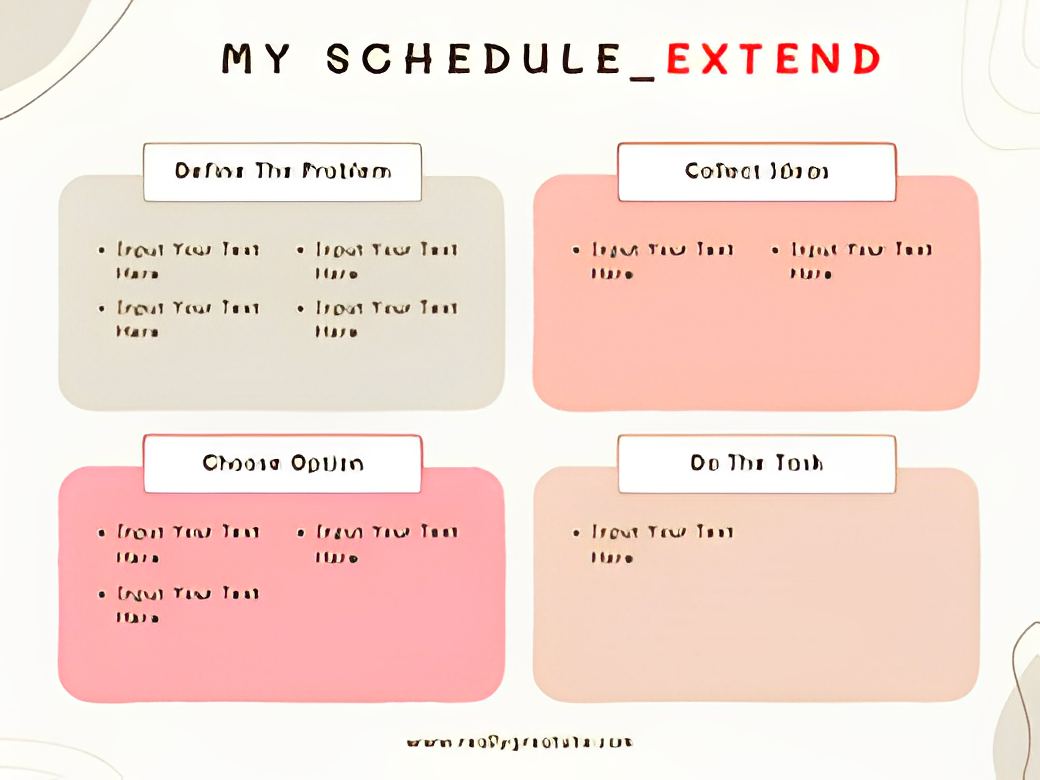 MY SCHEDULE_EXTEND
Define The Problem
Collect Ideas
Input Your Text
Here
Input Your Text
Here
Input Your Text
Here
Input Your Text
Here
Input Your Text
Here
Input Your Text
Here
Choose Option
Do The Task
Input Your Text
Here
Input Your Text
Here
Input Your Text
Here
Input Your Text
Here